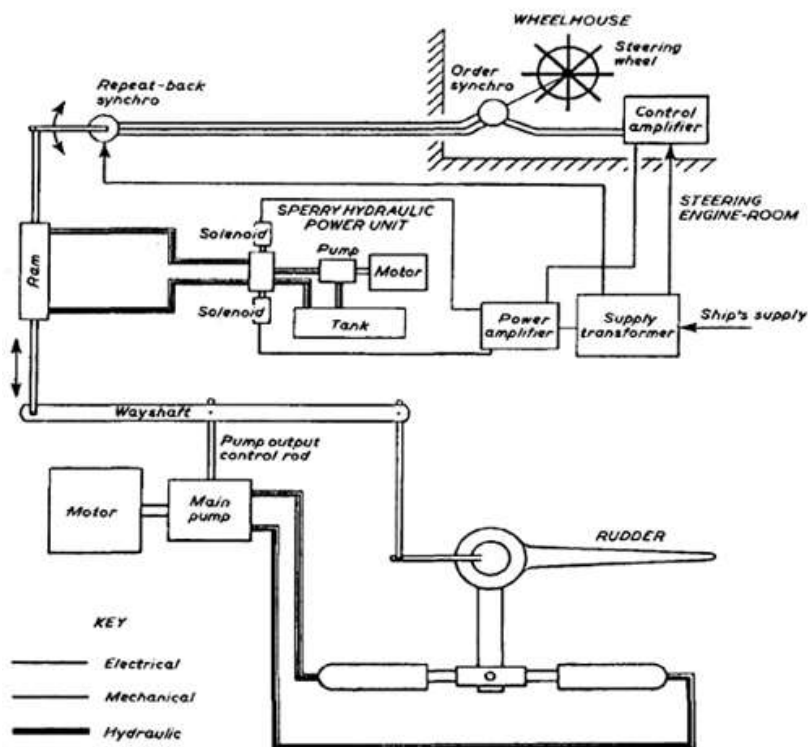 WHEELHOUSE
Steering
wheel
Order
synchro
Repeat-back
synchro
Control
amplifier
STEERING
ENGINE-ROOM
SPERRY HYDRAULIC
POWER UNIT
Solenoid
Pump
Motor
Ram
Solenoid
Tank
Power
amplifier
Supply
transformer
Ship's supply
Wayshaft
Pump output
control rod
Motor
Main
pump
RUDDER
KEY
Electrical
Mechanical
Hydraulic